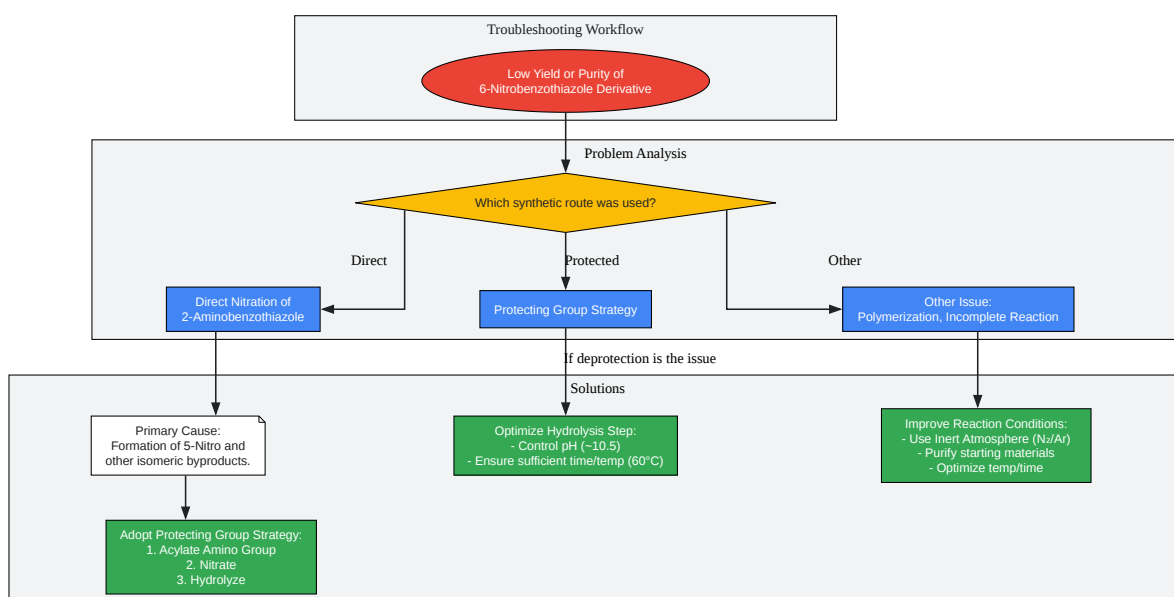 Troubleshooting Workflow
Low Yield or Purity of
6-Nitrobenzothiazole Derivative
Problem Analysis
Which synthetic route was used?
Direct
Protected
Other
Direct Nitration of
2-Aminobenzothiazole
Protecting Group Strategy
Other Issue:
Polymerization, Incomplete Reaction
If deprotection is the issue
Solutions
Primary Cause:
Formation of 5-Nitro and
other isomeric byproducts.
Optimize Hydrolysis Step:
- Control pH (~10.5)
- Ensure sufficient time/temp (60°C)
Improve Reaction Conditions:
- Use Inert Atmosphere (N₂/Ar)
- Purify starting materials
- Optimize temp/time
Adopt Protecting Group Strategy:
1. Acylate Amino Group
2. Nitrate
3. Hydrolyze